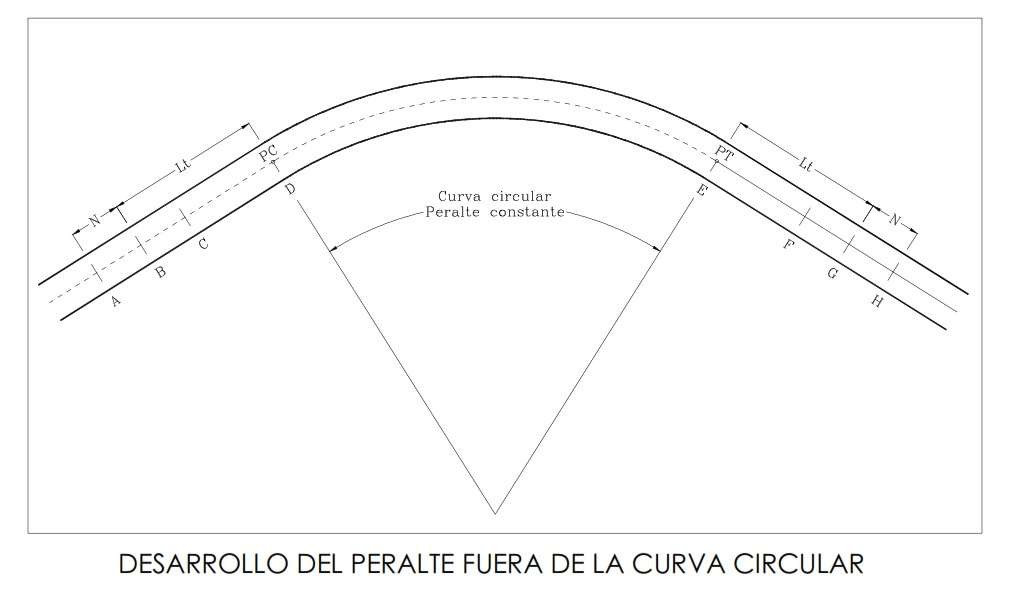 PC
PT
Lt
Lt
N
N
D
E
Curva circular
Peralte constante
C
F
B
G
A
H
DESARROLLO DEL PERALTE FUERA DE LA CURVA CIRCULAR